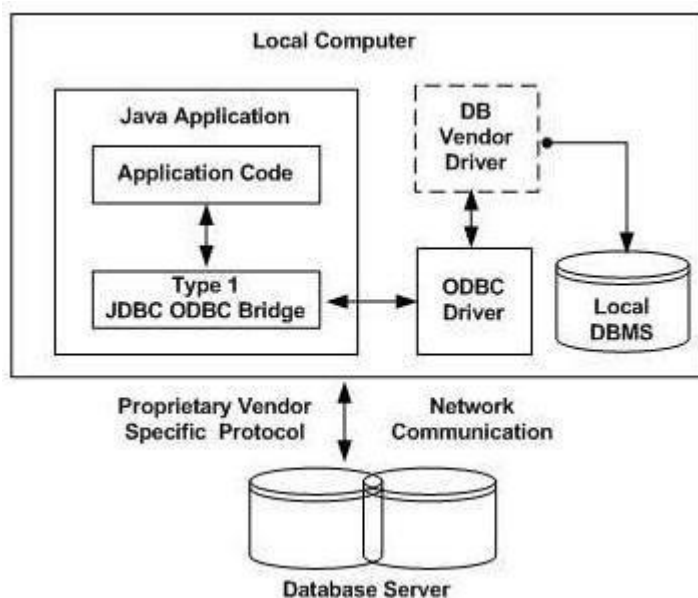 Local Computer
Java Application
Application Code
Type 1
JDBC ODBC Bridge
DB
Vendor
Driver
ODBC
Driver
Local
DBMS
Proprietary Vendor
Specific Protocol
Network
Communication
Database Server